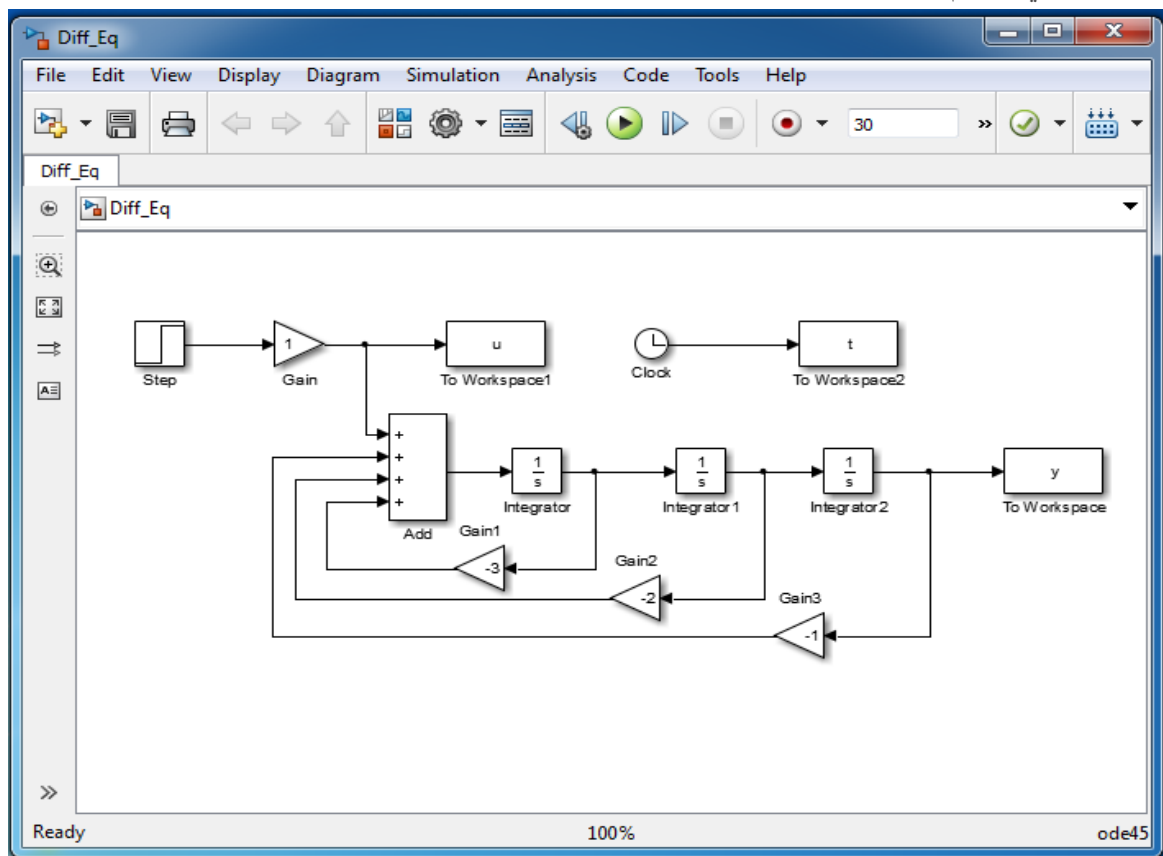 Diff_Eq
File Edit View Display Diagram Simulation Analysis Code Tools Help
30 »
Diff_Eq
Diff_Eq
1
u
t
Step
Gain
To Workspace1
Clock
To Workspace2
+
+
+
+
Add
1
s
Integrator
1
s
Integrator1
1
s
Integrator2
y
To Workspace
Gain1
-3
Gain2
-2
Gain3
-1
A
»
Ready 100% ode45